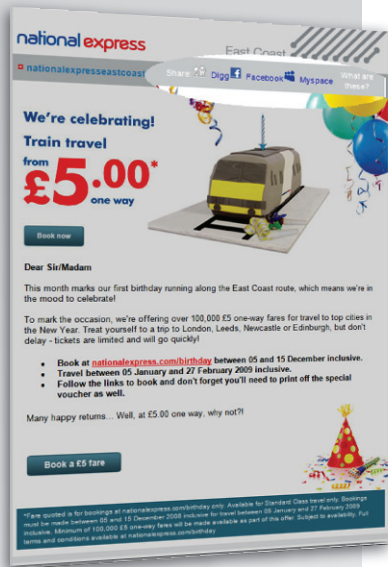 national express
East Coast
nationalexpresseastcoast
Share: Digg Facebook Myspace What are these?
We're celebrating!
Train travel
from
£5.00*
one way
Book now
Dear Sir/Madam
This month marks our first birthday running along the East Coast route, which means we're in
the mood to celebrate!
To mark the occasion, we're offering over 100,000 £5 one-way fares for travel to top cities in
the New Year. Treat yourself to a trip to London, Leeds, Newcastle or Edinburgh, but don't
delay - tickets are limited and will go quickly!
• Book at nationalexpress.com/birthday between 05 and 15 December inclusive.
• Travel between 05 January and 27 February 2009 inclusive.
• Follow the links to book and don't forget you'll need to print off the special
voucher as well.
Many happy returns... Well, at £5.00 one way, why not?!
Book a £5 fare
*Fare quoted is for bookings at nationalexpress.com/birthday only. Available for Standard Class travel only. Bookings
must be made between 05 and 15 December 2008 inclusive for travel between 05 January and 27 February 2009
inclusive. Minimum of 100,000 £5 one-way fares will be made available as part of this offer. Subject to availability. Full
terms and conditions available at nationalexpress.com/birthday